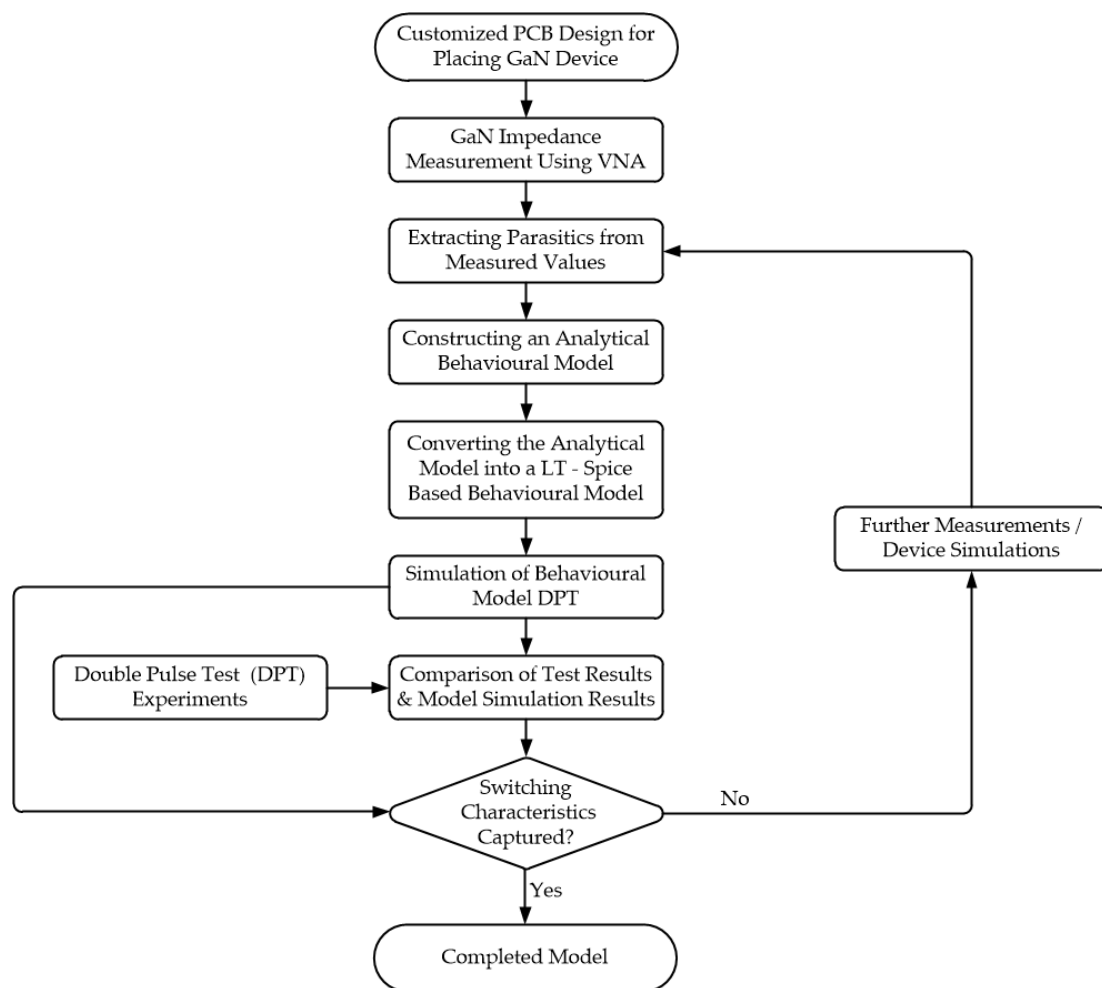 Customized PCB Design for
Placing GaN Device
GaN Impedance
Measurement Using VNA
Extracting Parasitics from
Measured Values
Constructing an Analytical
Behavioural Model
Converting the Analytical
Model into a LT - Spice
Based Behavioural Model
Further Measurements /
Device Simulations
Simulation of Behavioural
Model DPT
Double Pulse Test (DPT)
Experiments
Comparison of Test Results
& Model Simulation Results
Switching
Characteristics
Captured?
No
Yes
Completed Model